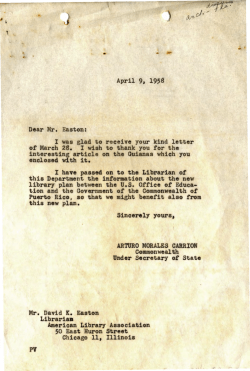 April 9, 1958
Dear Mr. Easton:
I was glad to receive your kind letter
of March 28. I wish to thank you for the
interesting article on the Guianas which you
enclosed with it.
I have passed on to the Librarian of
this Department the information about the new
library plan between the U.S. Office of Educa-
tion and the Government of the Commonwealth of
Puerto Rico, so that we might benefit also from
this new plan.
Sincerely yours,
ARTURO MORALES CARRION
Commonwealth
Under Secretary of State
Mr. David K. Easton
Librarian
American Library Association
50 East Huron Street
Chicago 11, Illinois
PV